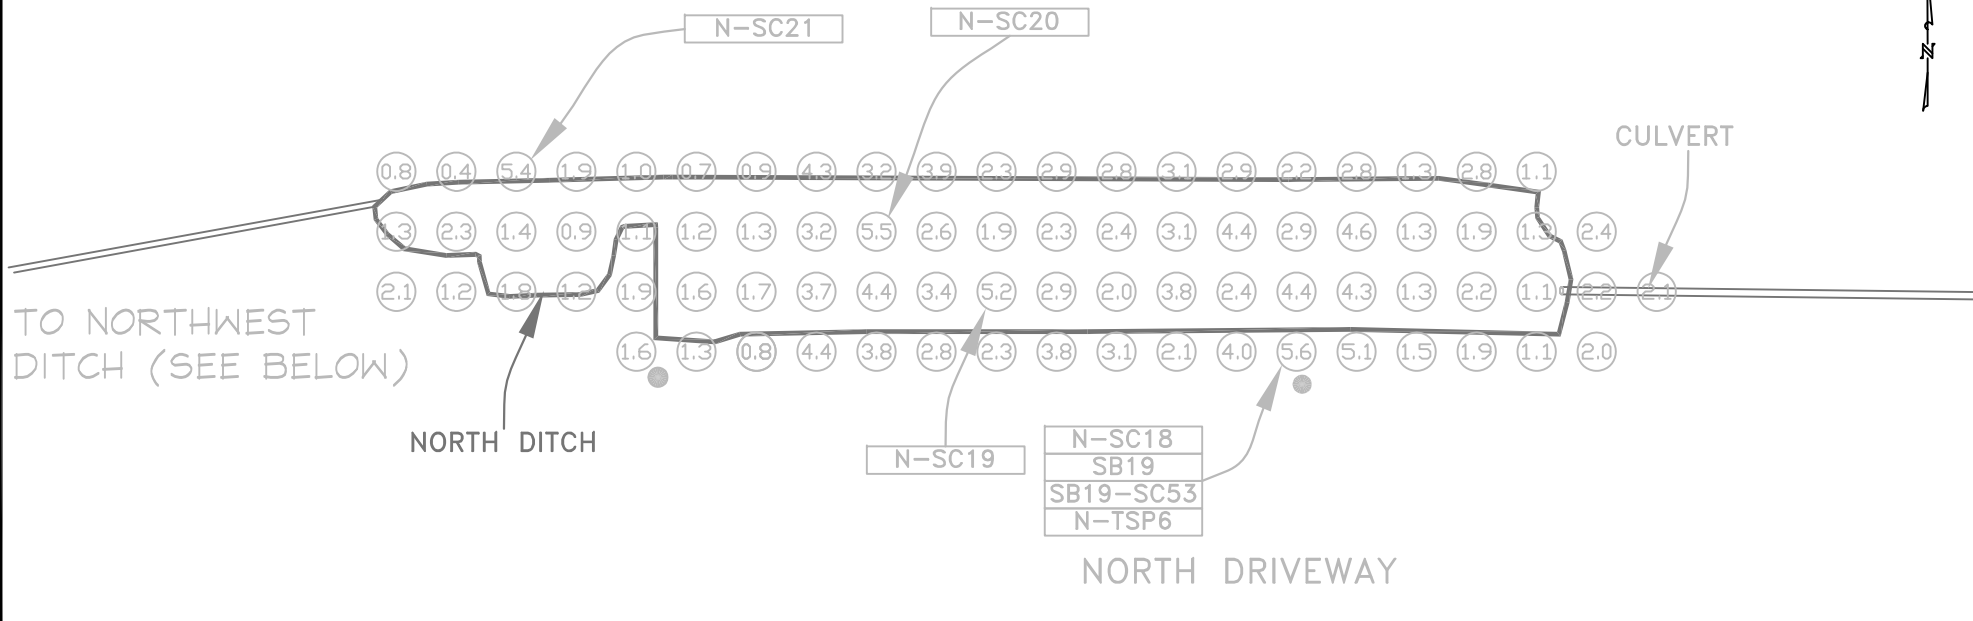 N-SC21
N-SC20
N
CULVERT
0.8 0.4 5.4 1.9 1.0 0.7 0.9 4.3 3.2 3.9 2.3 2.9 2.8 3.1 2.9 2.2 2.8 1.3 2.8 1.1
1.3 2.3 1.4 0.9 1.1 1.2 1.3 3.2 5.5 2.6 1.9 2.3 2.4 3.1 4.4 2.9 4.6 1.3 1.9 1.3 2.4
2.1 1.2 1.8 1.2 1.9 1.6 1.7 3.7 4.4 3.4 5.2 2.9 2.0 3.8 2.4 4.4 4.3 1.3 2.2 1.1 2.2 2.1
1.6 1.3 0.8 4.4 3.8 2.8 2.3 3.8 3.1 2.1 4.0 5.6 5.1 1.5 1.9 1.1 2.0
TO NORTHWEST
DITCH (SEE BELOW)
NORTH DITCH
N-SC19
N-SC18
SB19
SB19-SC53
N-TSP6
NORTH DRIVEWAY